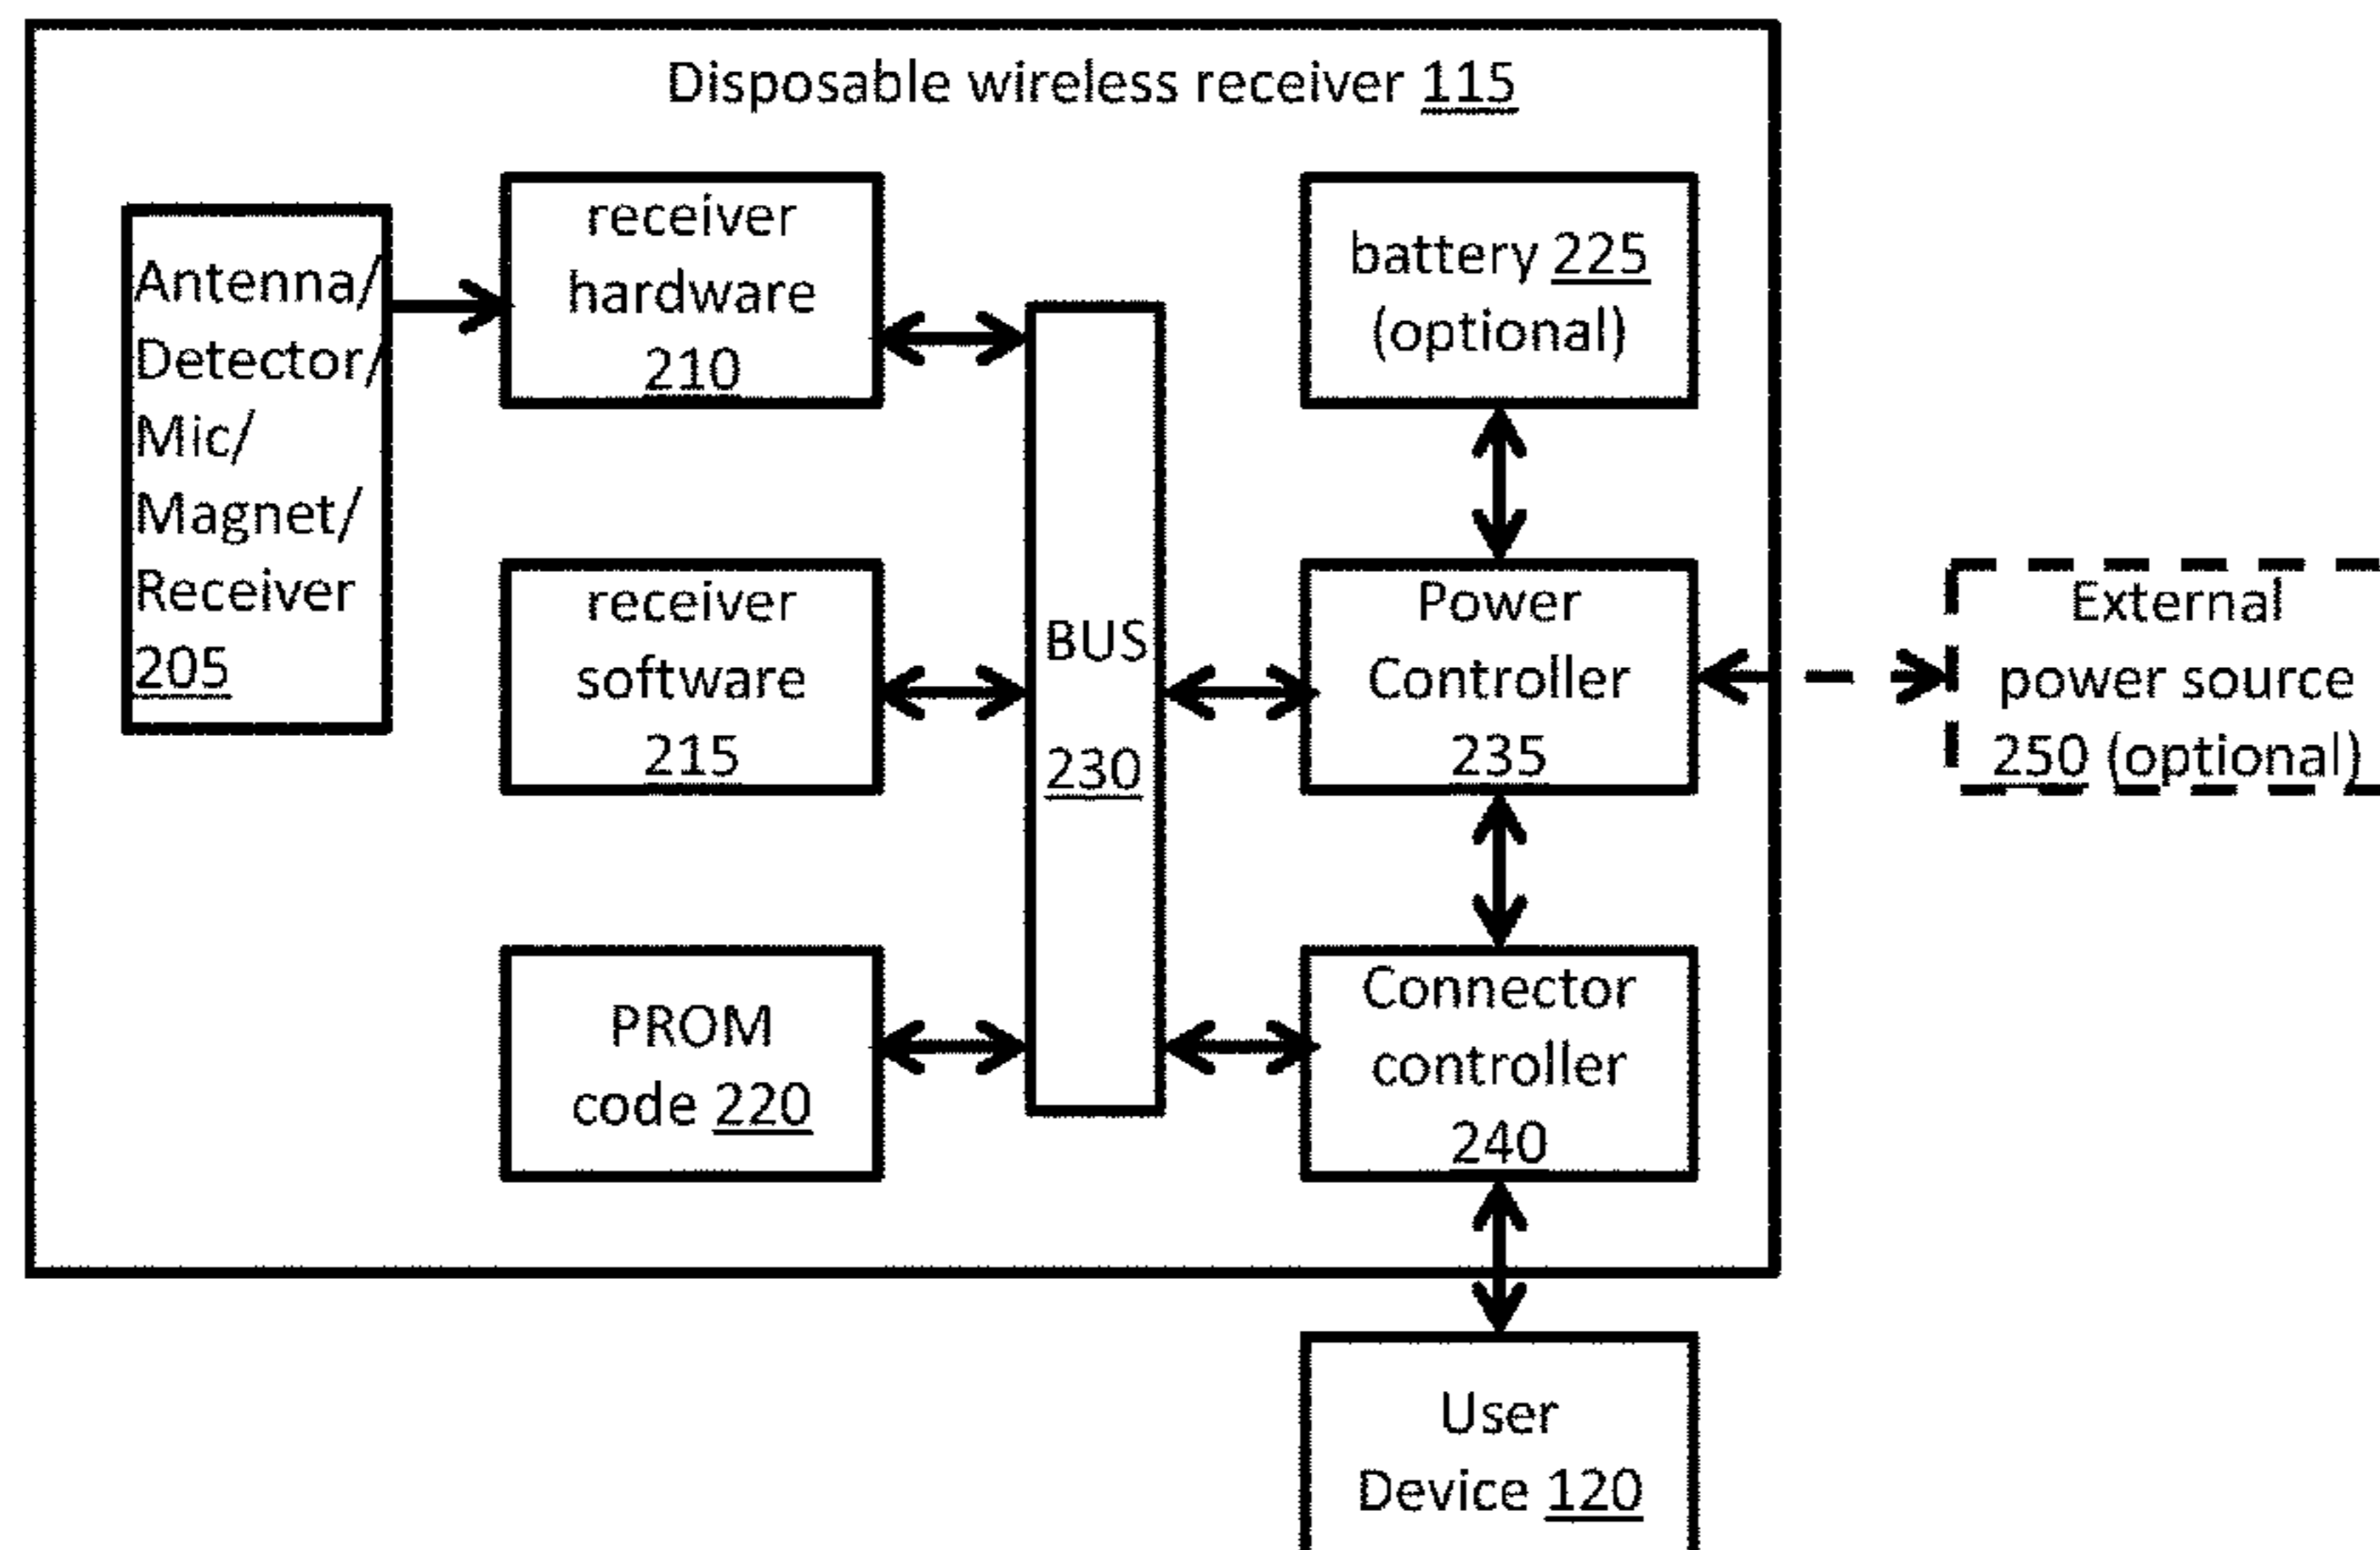 Disposable wireless receiver 115
Antenna/
Detector/
Mic/
Magnet/
Receiver
205
receiver
hardware
210
receiver
software
215
PROM
code 220
BUS
230
battery 225
(optional)
Power
Controller
235
Connector
controller
240
External
power source
250 (optional)
User
Device 120